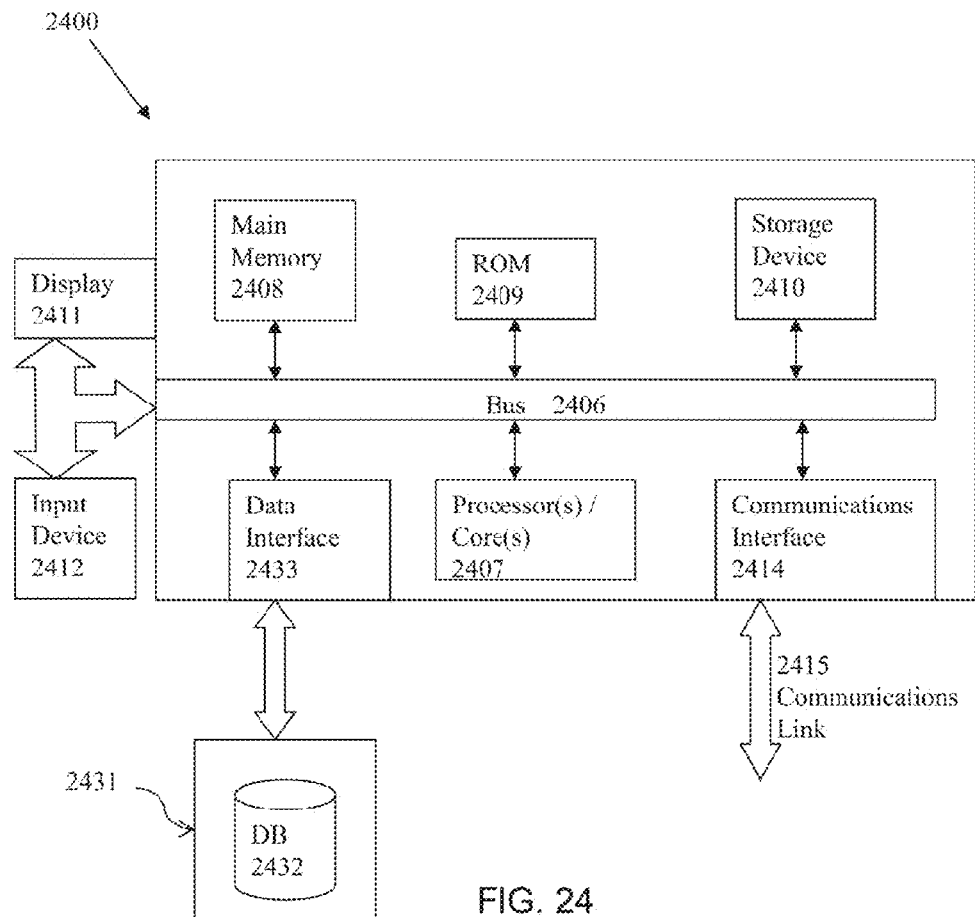 2400
Main
Memory
2408
ROM
2409
Storage
Device
2410
Display
2411
Bus 2406
Input
Device
2412
Data
Interface
2433
Processor(s) /
Core(s)
2407
Communications
Interface
2414
2415
Communications
Link
2431
DB
2432
FIG. 24